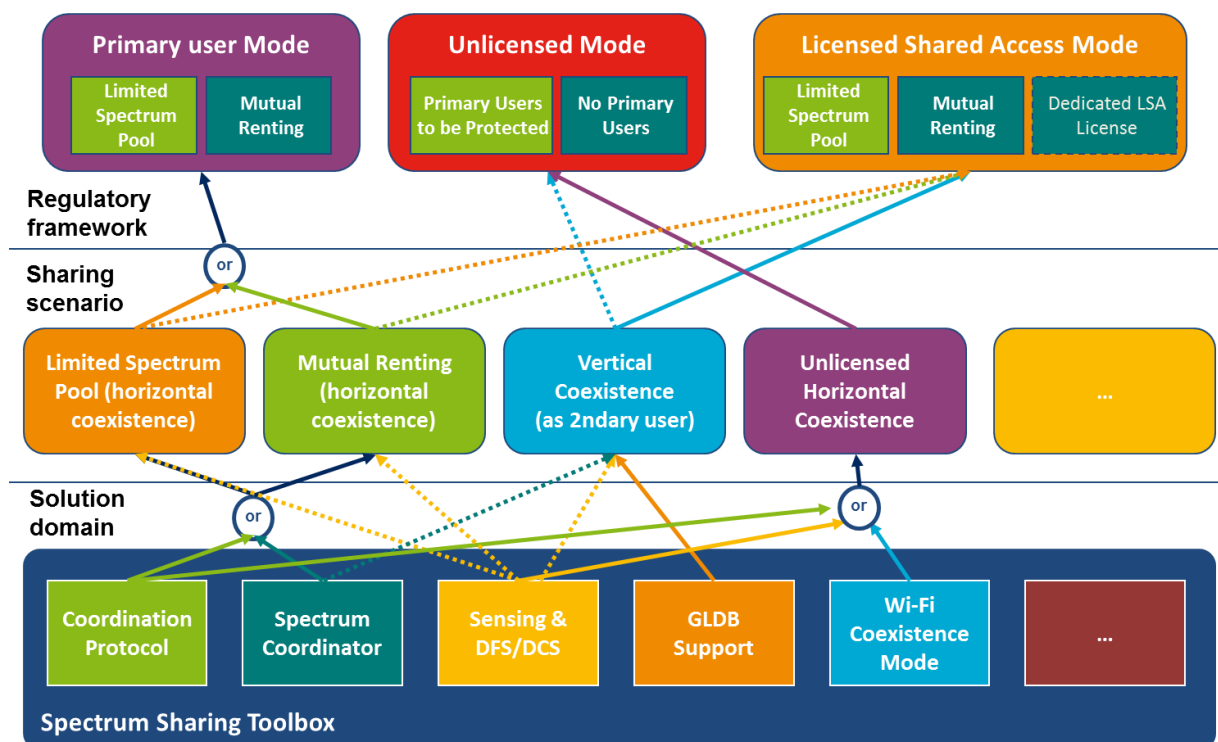 Primary user Mode
Limited
Spectrum
Pool
Mutual
Renting
Unlicensed Mode
Primary Users
to be Protected
No Primary
Users
Licensed Shared Access Mode
Limited
Spectrum
Pool
Mutual
Renting
Dedicated LSA
License
Regulatory
framework
or
Sharing
scenario
Limited Spectrum
Pool (horizontal
coexistence)
Mutual Renting
(horizontal
coexistence)
Vertical
Coexistence
(as 2ndary user)
Unlicensed
Horizontal
Coexistence
...
Solution
domain
or
or
Coordination
Protocol
Spectrum
Coordinator
Sensing &
DFS/DCS
GLDB
Support
Wi-Fi
Coexistence
Mode
...
Spectrum Sharing Toolbox